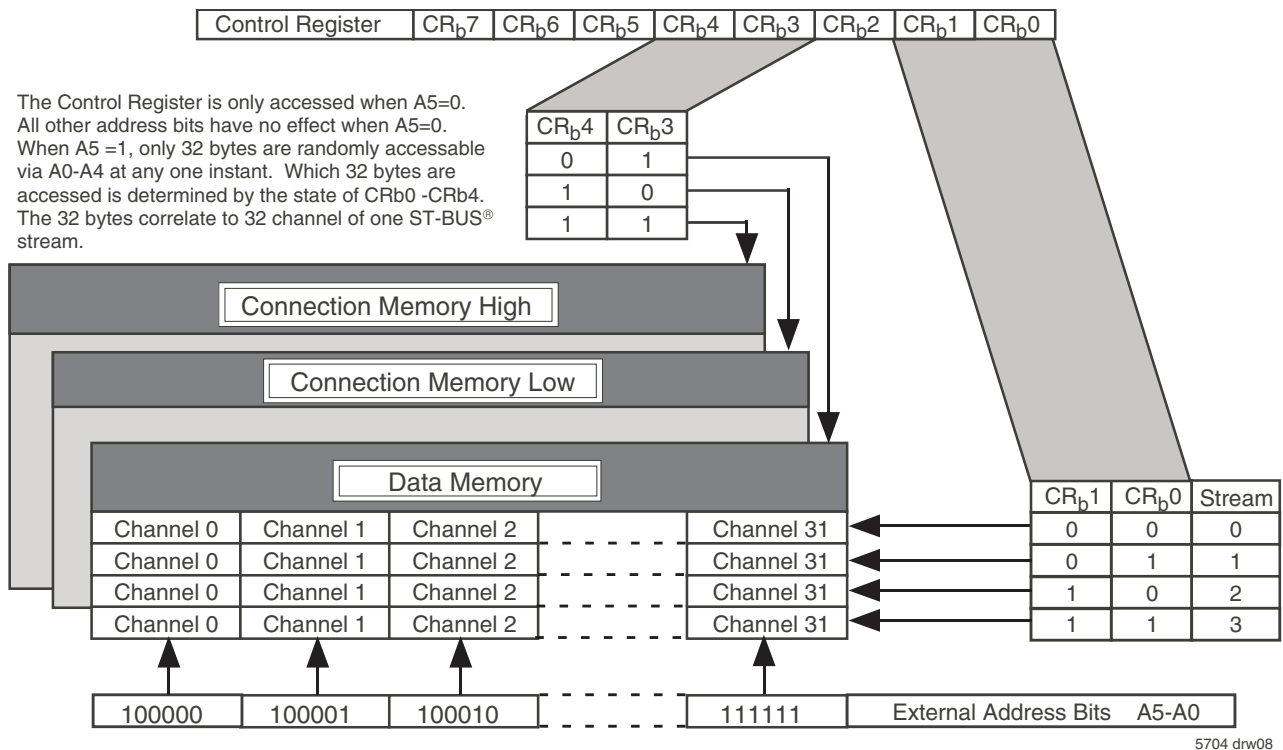 Control Register CRb7 CRb6 CRb5 CRb4 CRb3 CRb2 CRb1 CRb0
The Control Register is only accessed when A5=0.
All other address bits have no effect when A5=0.
When A5 =1, only 32 bytes are randomly accessable
via A0-A4 at any one instant. Which 32 bytes are
accessed is determined by the state of CRb0 -CRb4.
The 32 bytes correlate to 32 channel of one ST-BUS®
stream.
CRb4 CRb3
0 1
1 0
1 1
Connection Memory High
Connection Memory Low
Data Memory
CRb1 CRb0 Stream
Channel 0 Channel 1 Channel 2 Channel 31 0 0 0
Channel 0 Channel 1 Channel 2 Channel 31 0 1 1
Channel 0 Channel 1 Channel 2 Channel 31 1 0 2
Channel 0 Channel 1 Channel 2 Channel 31 1 1 3
100000 100001 100010 111111 External Address Bits A5-A0
5704 drw08